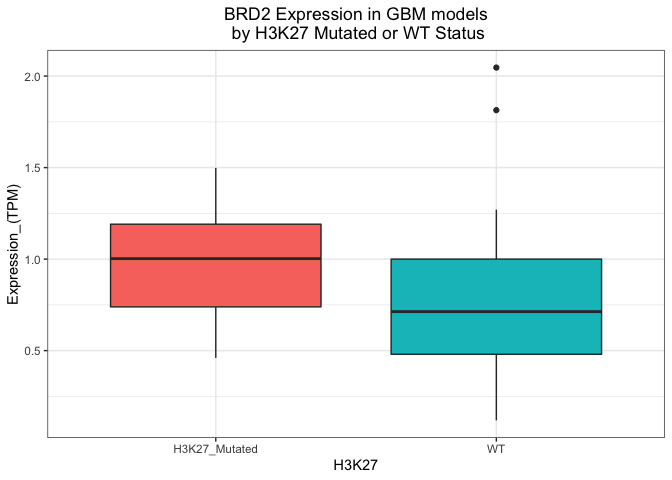 BRD2 Expression in GBM models
by H3K27 Mutated or WT Status
Expression_(TPM)
2.0
1.5
1.0
0.5
H3K27_Mutated
WT
H3K27